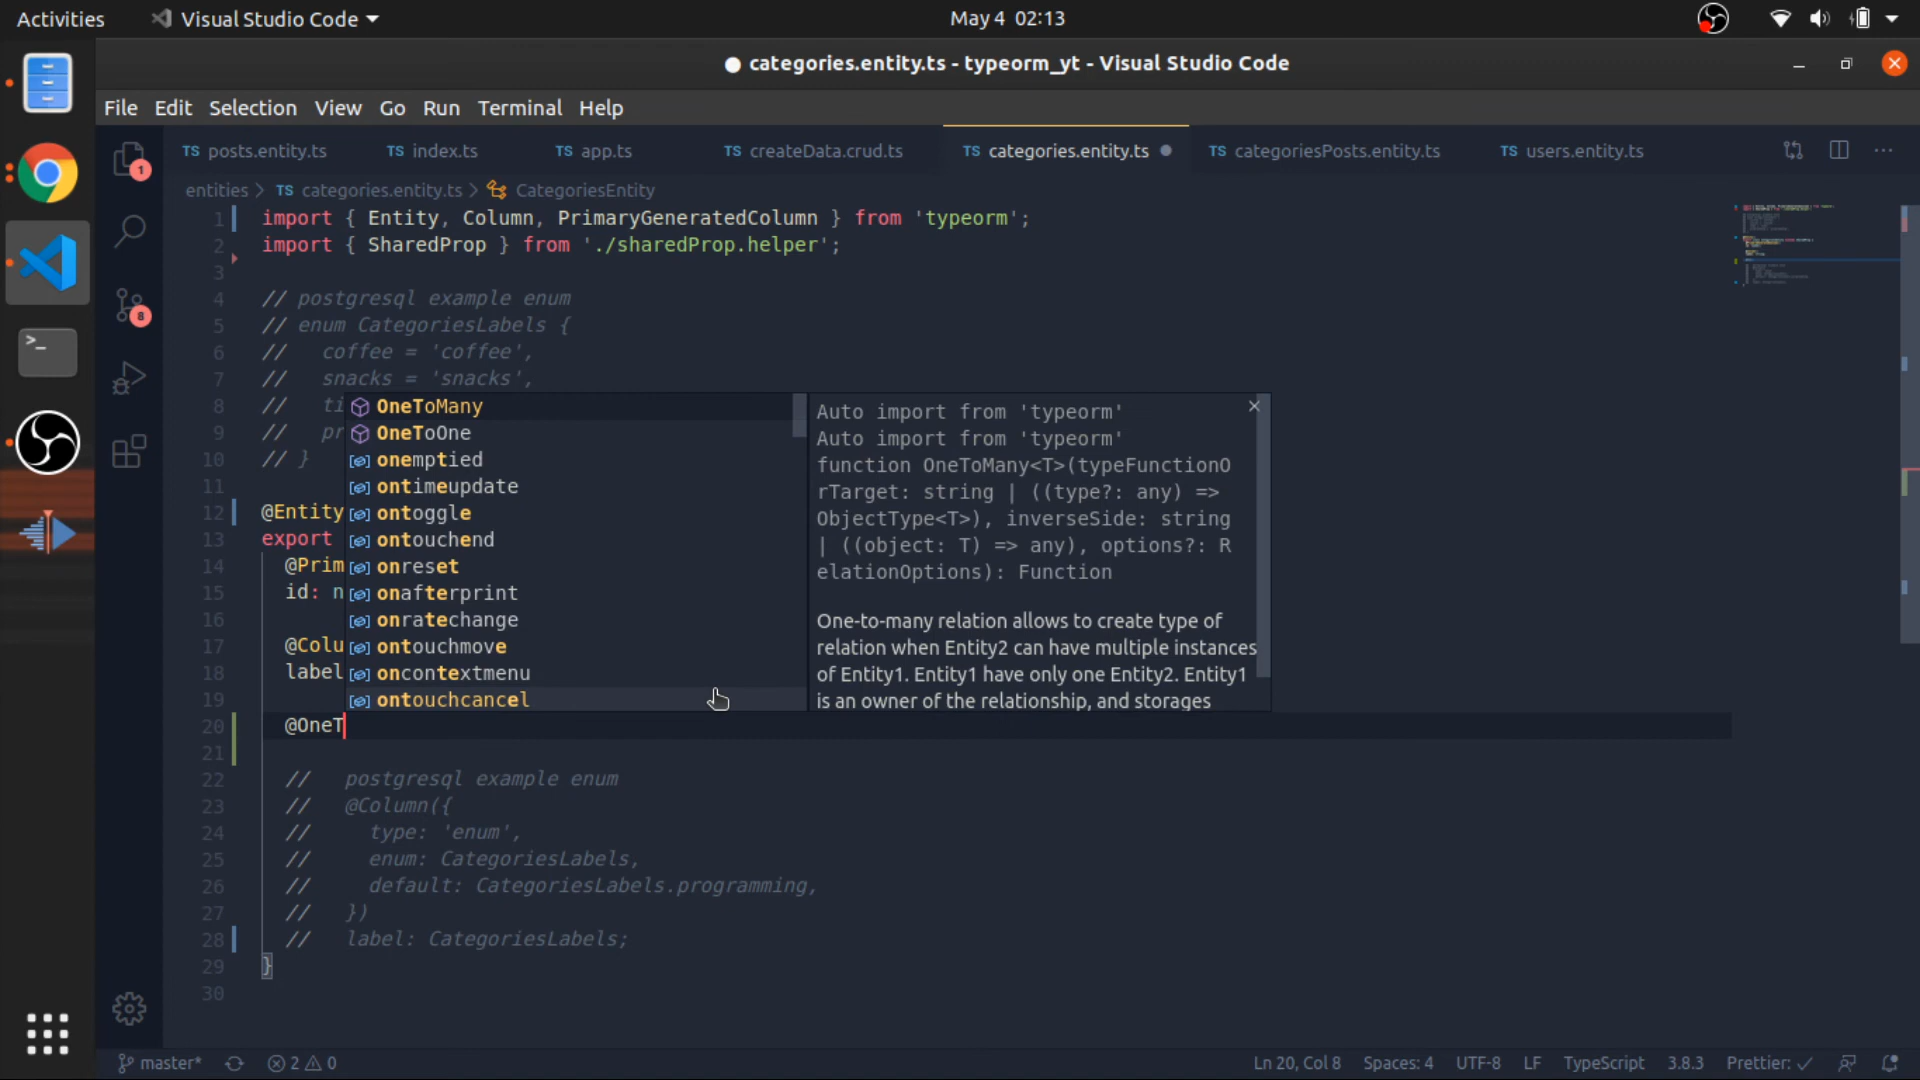 Activities
Visual Studio Code
May 4 02:13
categories.entity.ts - typeorm_yt - Visual Studio Code
File Edit Selection View Go Run Terminal Help
1
TS posts.entity.ts TS index.ts TS app.ts TS createData.crud.ts TS categories.entity.ts TS categoriesPosts.entity.ts TS users.entity.ts
entities > TS categories.entity.ts > CategoriesEntity
1 import { Entity, Column, PrimaryGeneratedColumn } from 'typeorm';
2 import { SharedProp } from './sharedProp.helper';
3
4 // postgresql example enum
8
5 // enum CategoriesLabels {
6 // coffee = 'coffee',
7 // snacks = 'snacks',
8 // ti
9 // pr
10 // }
11
12 @Entity
13 export
14 @Prim
15 id: n
16
17 @Colu
18 label
19
20 @OneT
21
22 // postgresql example enum
23 // @Column({
24 // type: 'enum',
25 // enum: CategoriesLabels,
26 // default: CategoriesLabels.programming,
27 // })
28 // label: CategoriesLabels;
29 }
30
OneToMany
OneToOne
onemptied
ontimeupdate
ontoggle
ontouchend
onreset
onafterprint
onratechange
ontouchmove
oncontextmenu
ontouchcancel
Auto import from 'typeorm'
Auto import from 'typeorm'
function OneToMany<T>(typeFunctionO
rTarget: string | ((type?: any) =>
ObjectType<T>), inverseSide: string
| ((object: T) => any), options?: R
elationOptions): Function
One-to-many relation allows to create type of
relation when Entity2 can have multiple instances
of Entity1. Entity1 have only one Entity2. Entity1
is an owner of the relationship, and storages
master* 2 0 Ln 20, Col 8 Spaces: 4 UTF-8 LF TypeScript 3.8.3 Prettier: ✓